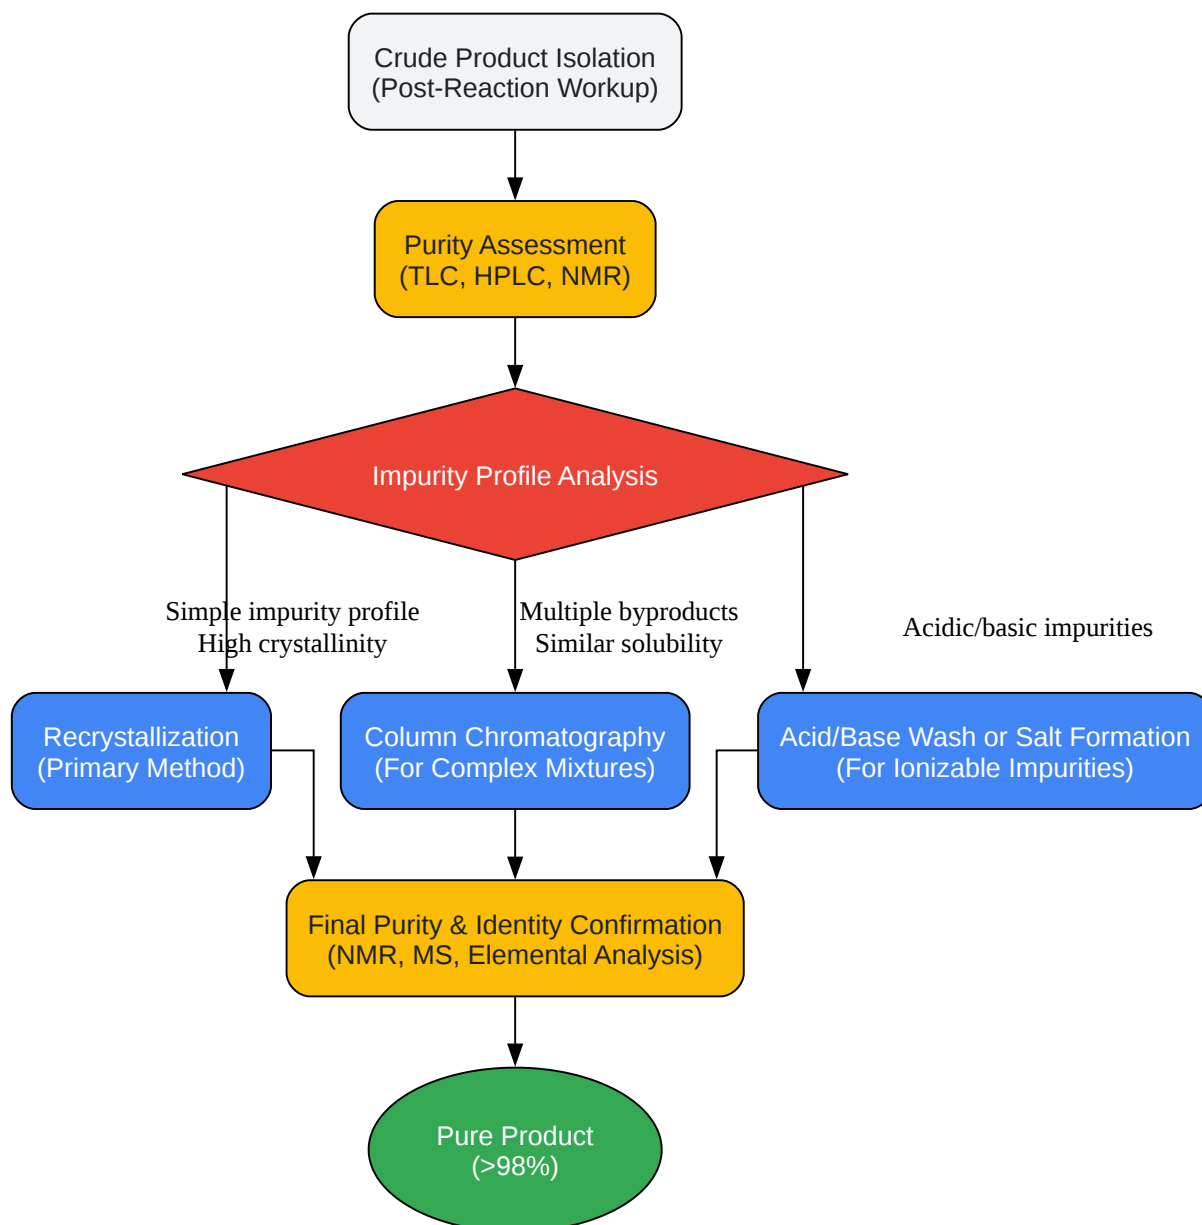 Crude Product Isolation
(Post-Reaction Workup)
Purity Assessment
(TLC, HPLC, NMR)
Impurity Profile Analysis
Simple impurity profile
High crystallinity
Multiple byproducts
Similar solubility
Acidic/basic impurities
Recrystallization
(Primary Method)
Column Chromatography
(For Complex Mixtures)
Acid/Base Wash or Salt Formation
(For Ionizable Impurities)
Final Purity & Identity Confirmation
(NMR, MS, Elemental Analysis)
Pure Product
(>98%)